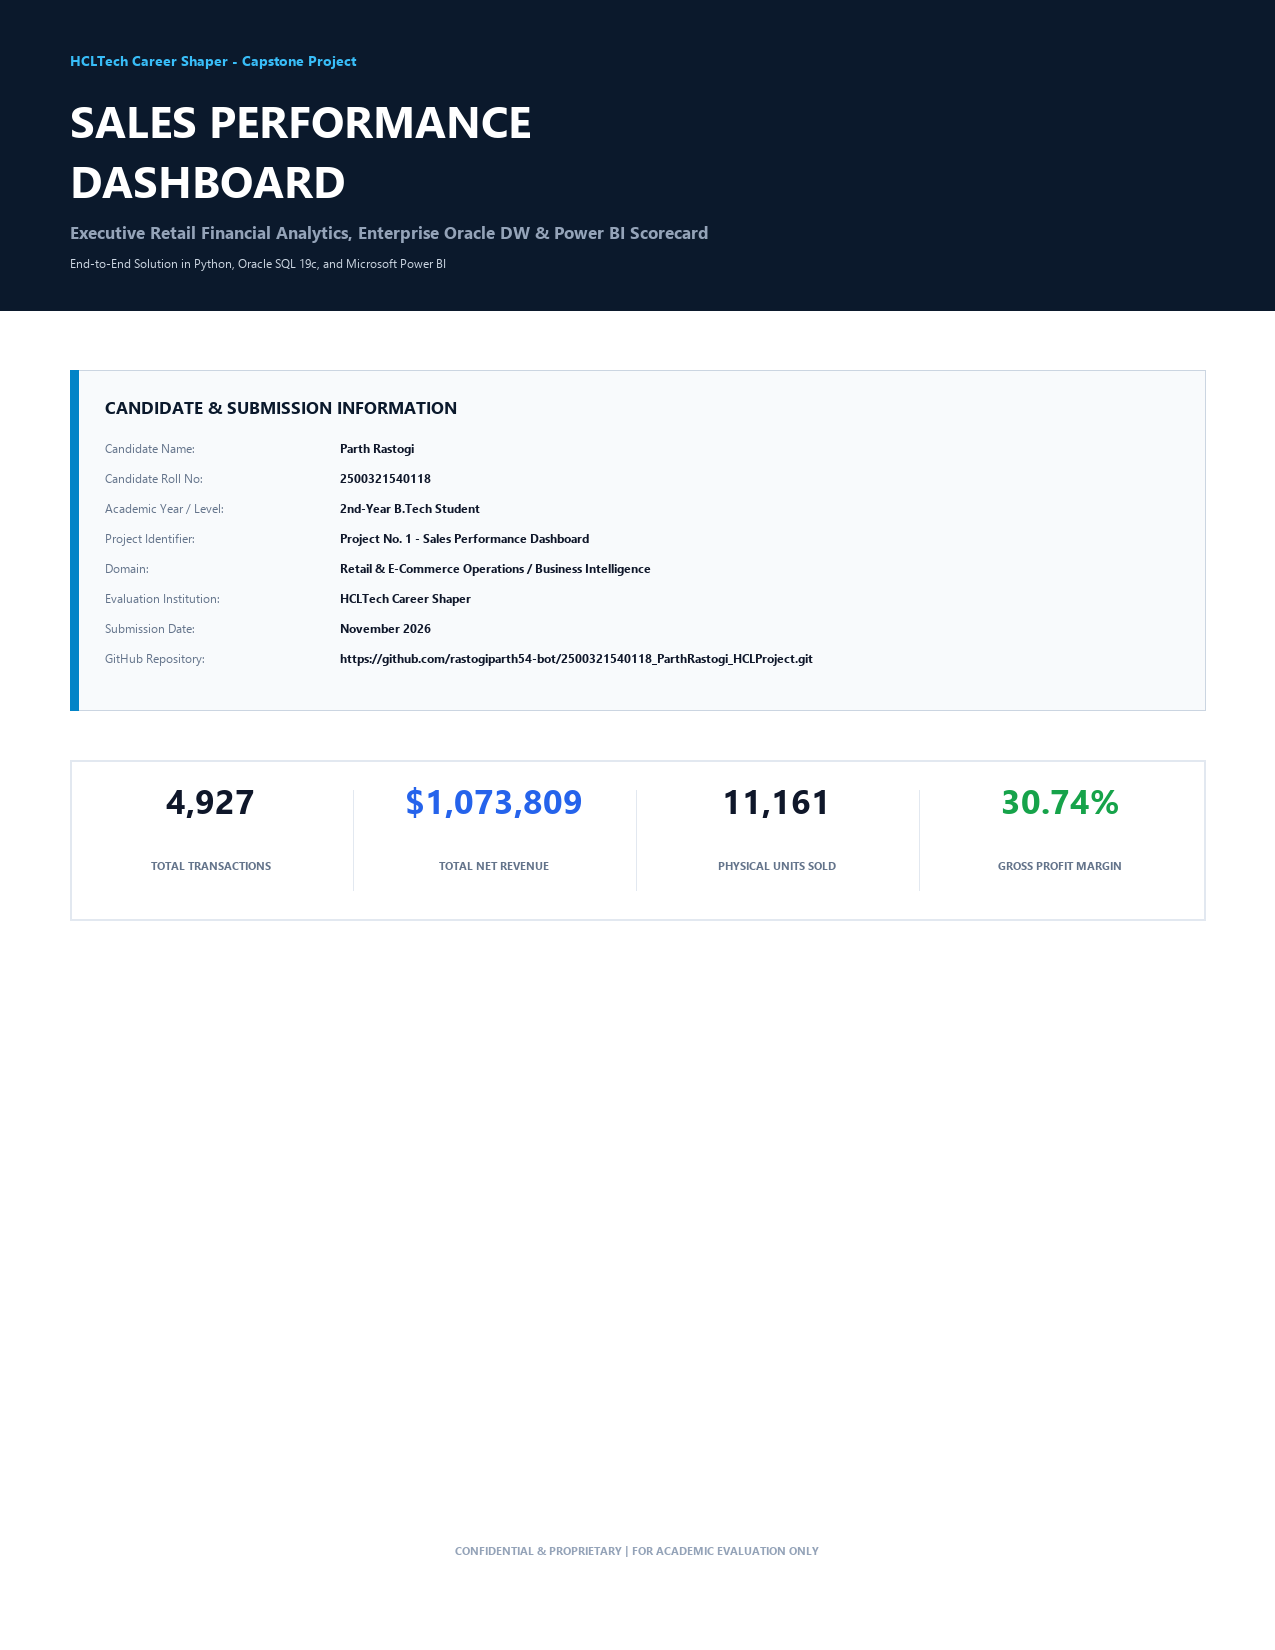 HCLTech Career Shaper - Capstone Project
SALES PERFORMANCE
DASHBOARD
Executive Retail Financial Analytics, Enterprise Oracle DW & Power BI Scorecard
End-to-End Solution in Python, Oracle SQL 19c, and Microsoft Power BI
CANDIDATE & SUBMISSION INFORMATION
Candidate Name: Parth Rastogi
Candidate Roll No: 2500321540118
Academic Year / Level: 2nd-Year B.Tech Student
Project Identifier: Project No. 1 - Sales Performance Dashboard
Domain: Retail & E-Commerce Operations / Business Intelligence
Evaluation Institution: HCLTech Career Shaper
Submission Date: November 2026
GitHub Repository: https://github.com/rastogiparth54-bot/2500321540118_ParthRastogi_HCLProject.git
4,927 $1,073,809 11,161 30.74%
TOTAL TRANSACTIONS TOTAL NET REVENUE PHYSICAL UNITS SOLD GROSS PROFIT MARGIN
CONFIDENTIAL & PROPRIETARY | FOR ACADEMIC EVALUATION ONLY